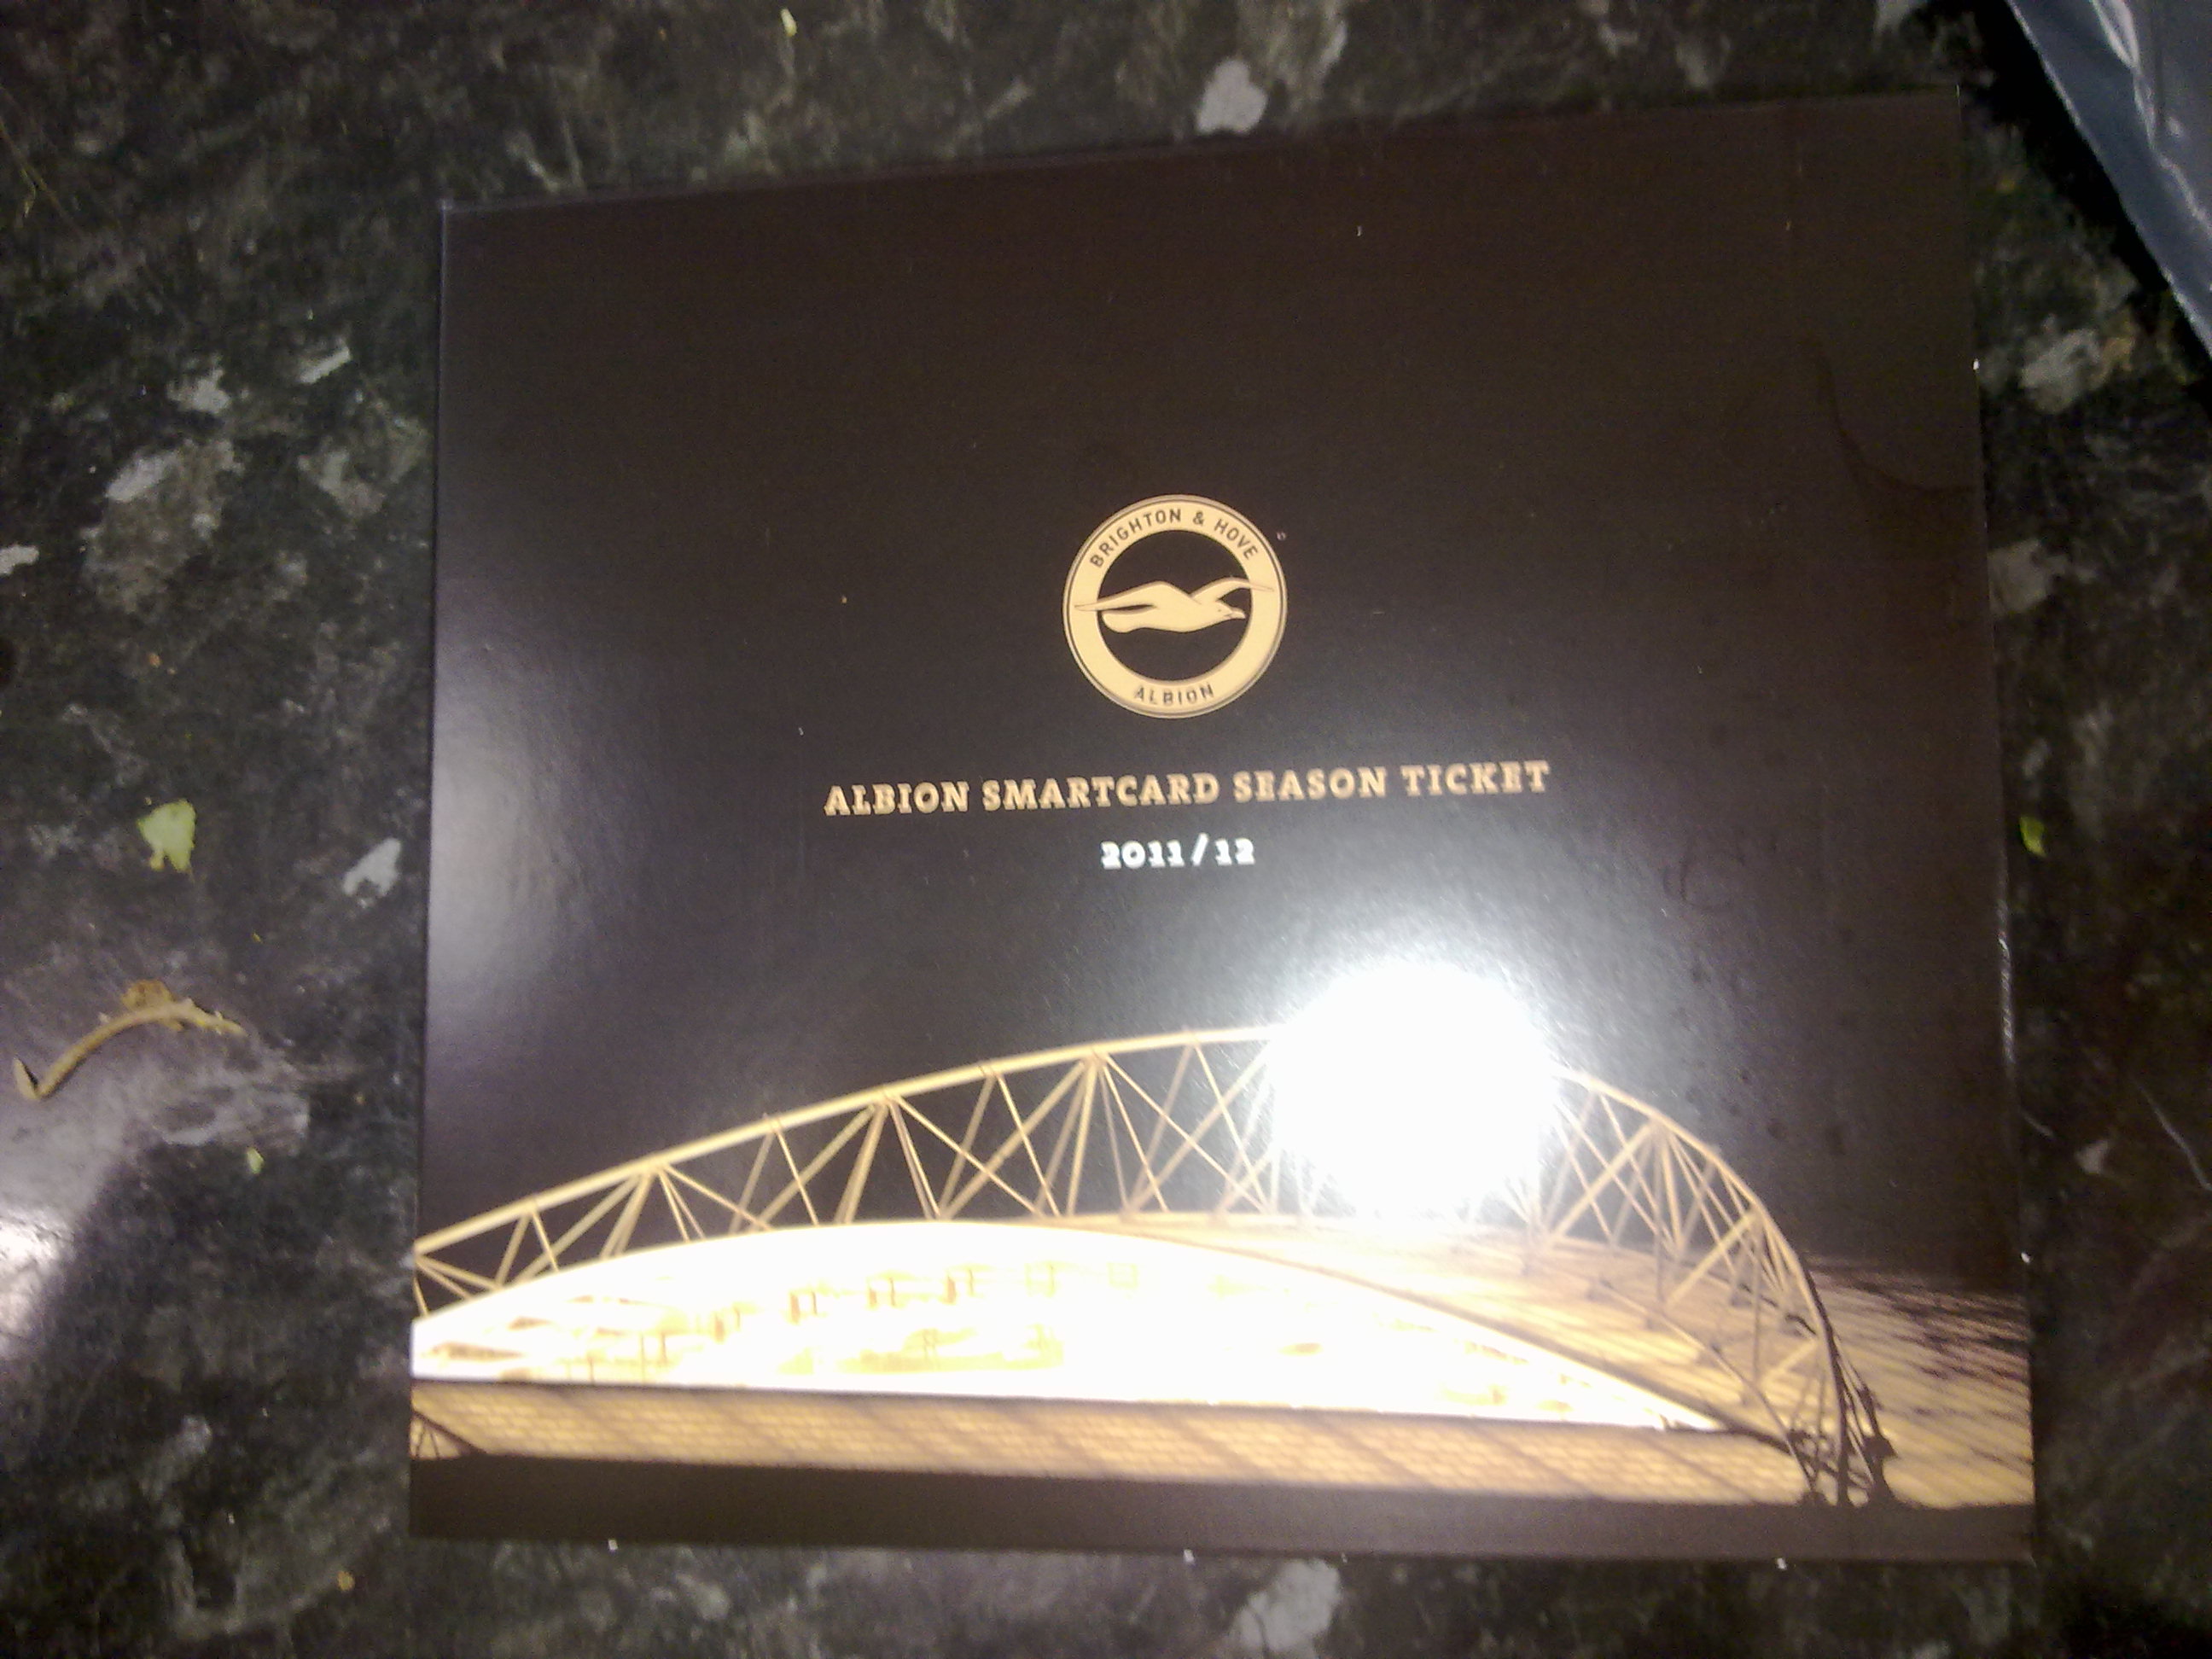 BRIGHTON & HOVE
ALBION
ALBION SMARTCARD SEASON TICKET
2011/12